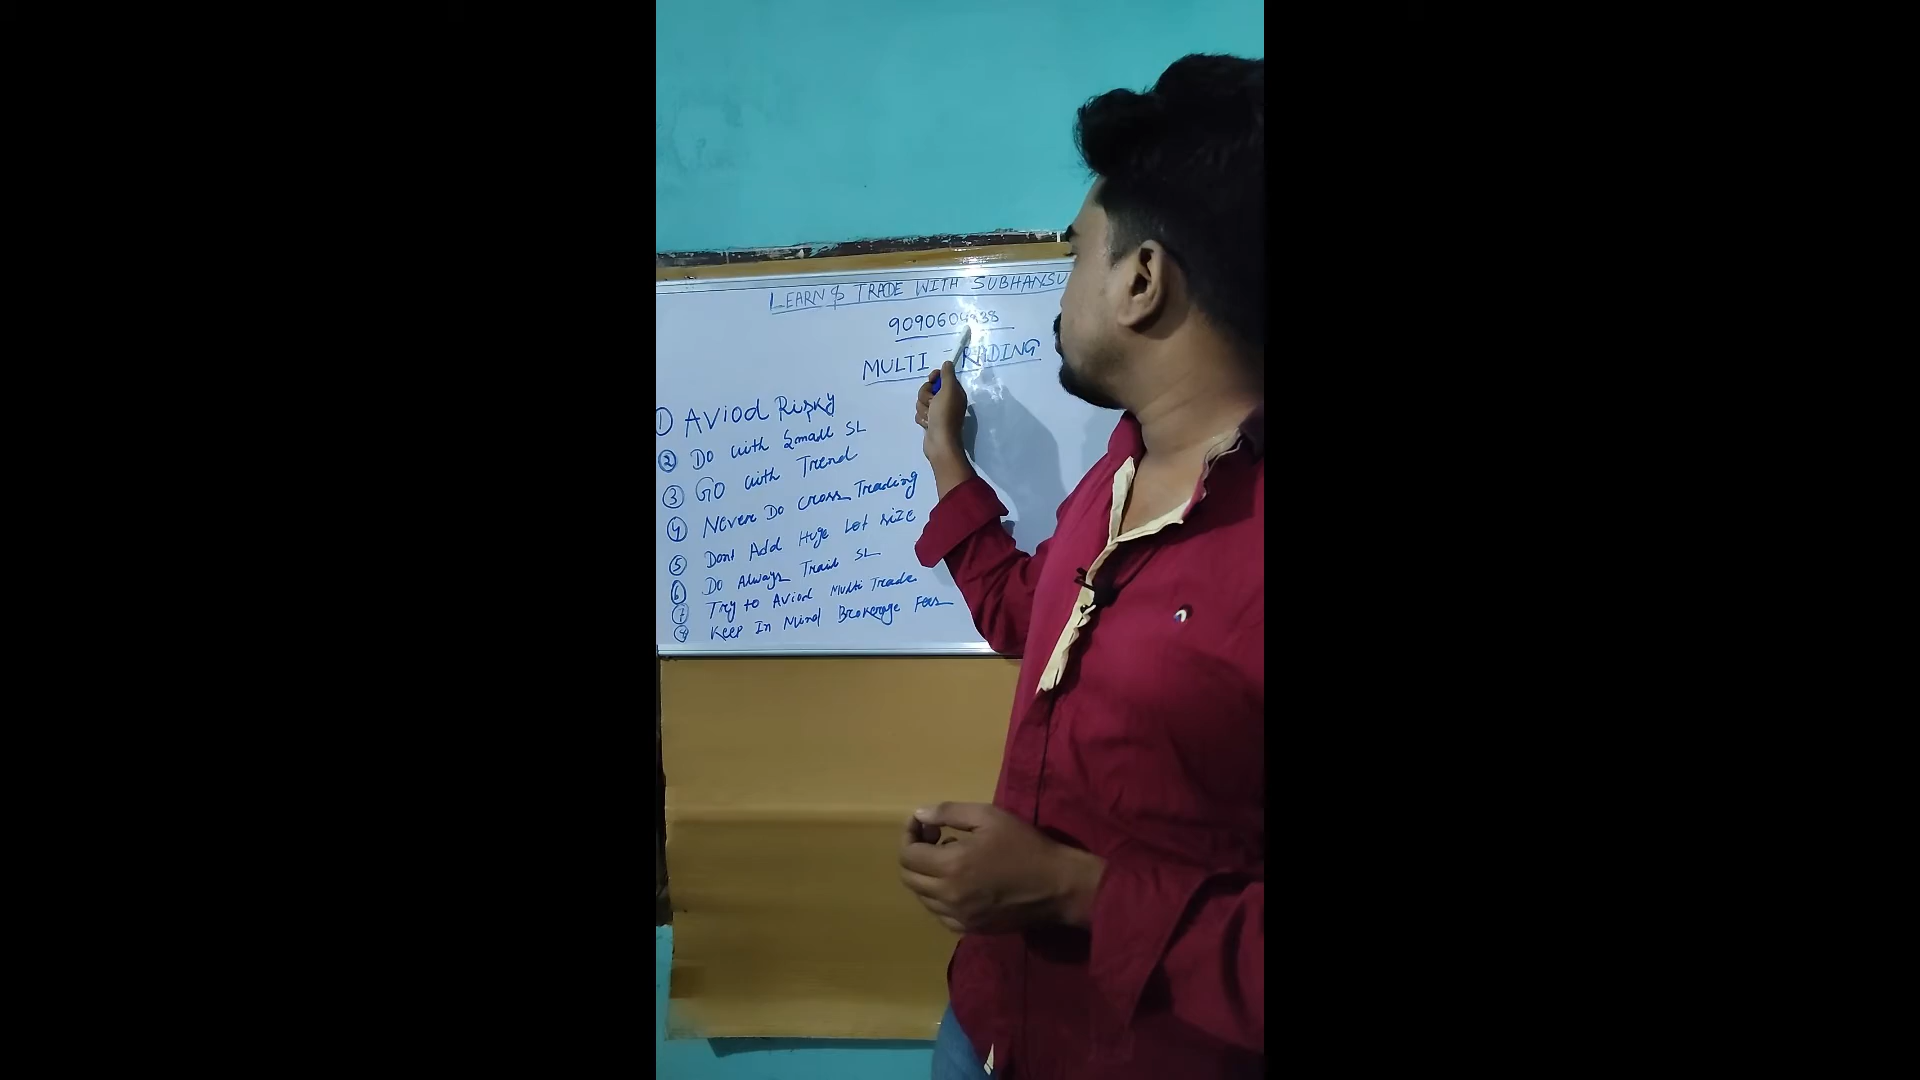 LEARN & TRADE WITH SUBHANSU
MULTI - TRADING
1 AVIOD RISKY
2 DO with Small SL
3 GO with Trend
4 Never Do cross Trading
5 Dont Add Huge Lot size
6 Do Always Trail SL
7 Try to Aviod Multi Trade
8 Keep In Mind Brokerage Fees